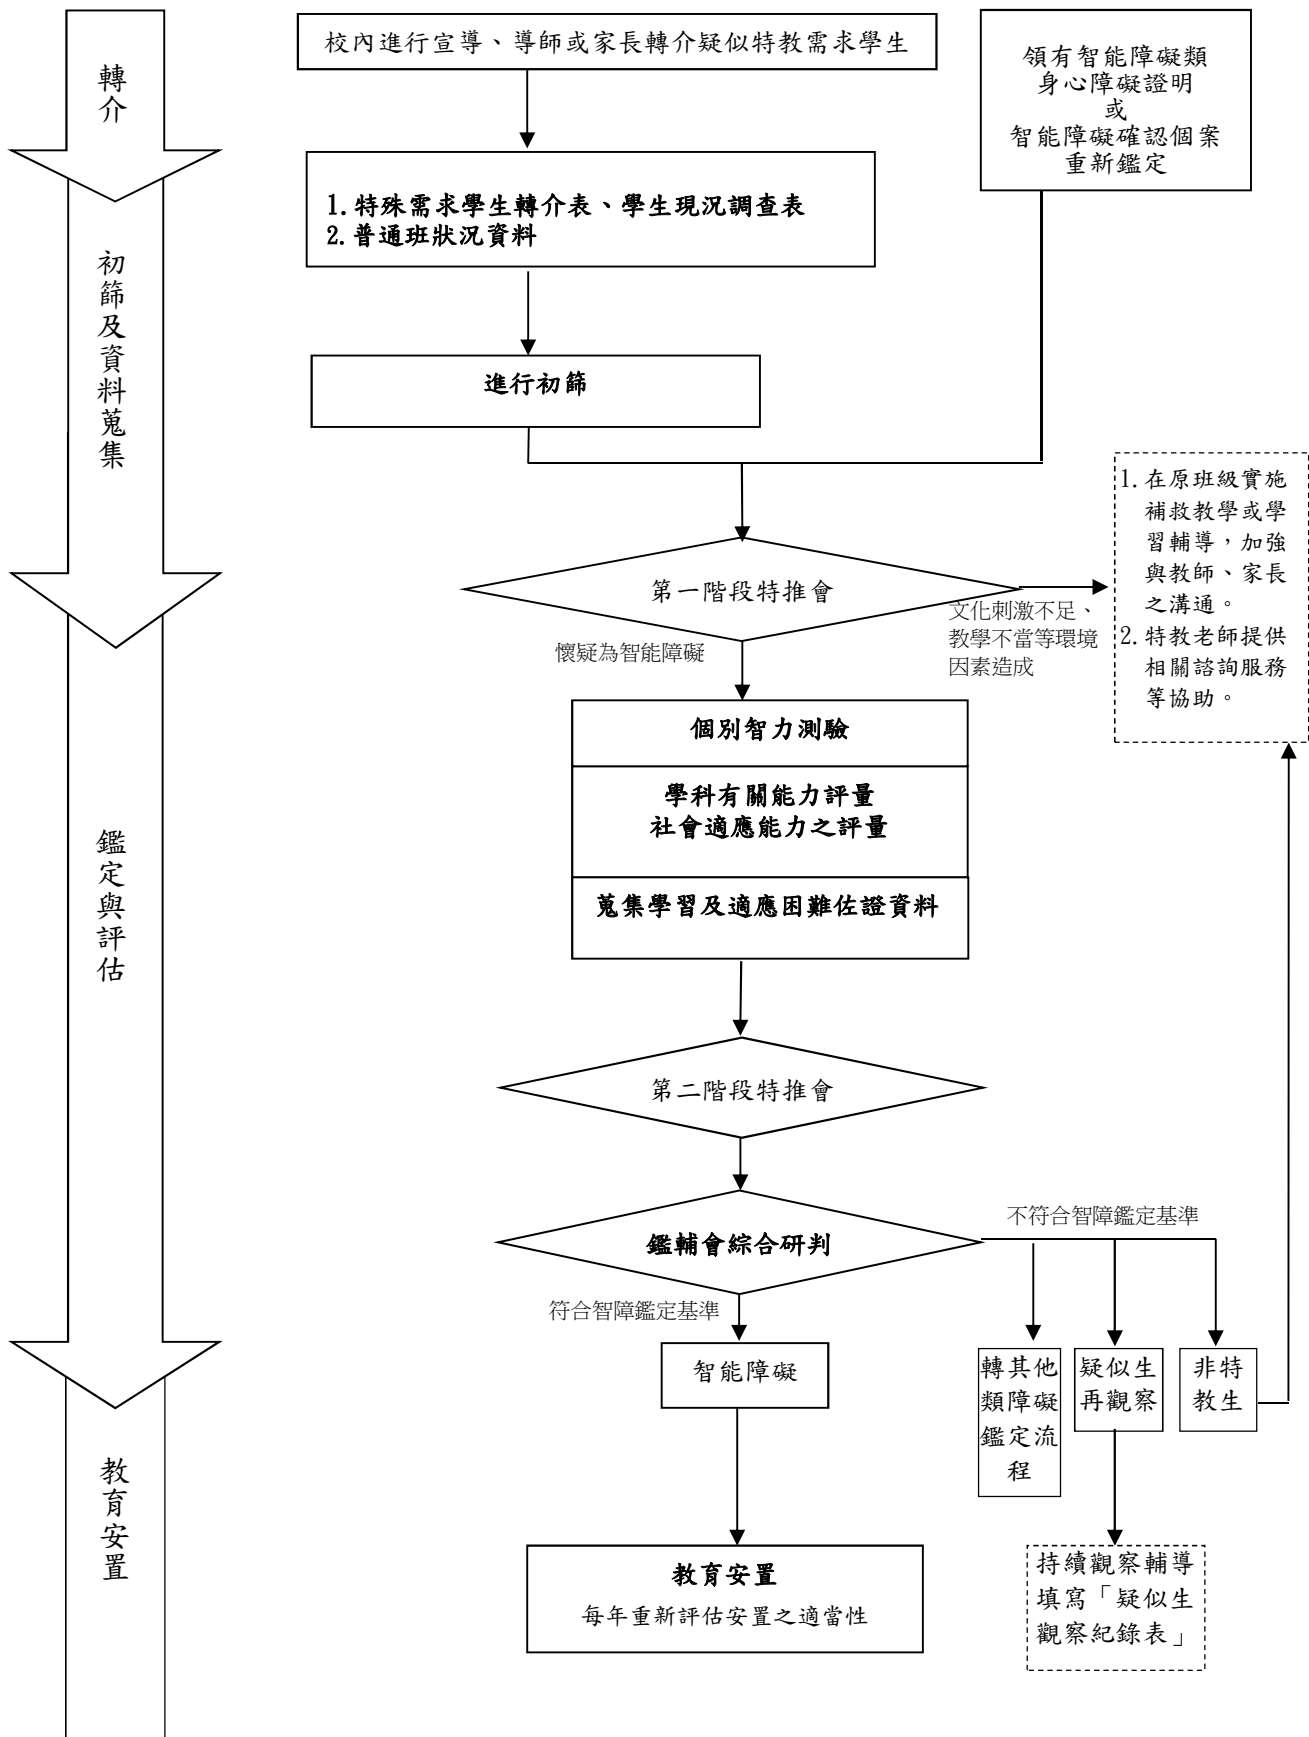 轉介
初篩及資料蒐集
鑑定與評估
教育安置
校內進行宣導、導師或家長轉介疑似特教需求學生
領有智能障礙類
身心障礙證明
或
智能障礙確認個案
重新鑑定
1.特殊需求學生轉介表、學生現況調查表
2.普通班狀況資料
進行初篩
第一階段特推會
懷疑為智能障礙
文化刺激不足、
教學不當等環境
因素造成
1.在原班級實施
補救教學或學
習輔導，加強
與教師、家長
之溝通。
2.特教老師提供
相關諮詢服務
等協助。
個別智力測驗
學科有關能力評量
社會適應能力之評量
蒐集學習及適應困難佐證資料
第二階段特推會
鑑輔會綜合研判
不符合智障鑑定基準
符合智障鑑定基準
智能障礙
轉其他
類障礙
鑑定流
程
疑似生
再觀察
非特
教生
教育安置
每年重新評估安置之適當性
持續觀察輔導
填寫「疑似生
觀察紀錄表」